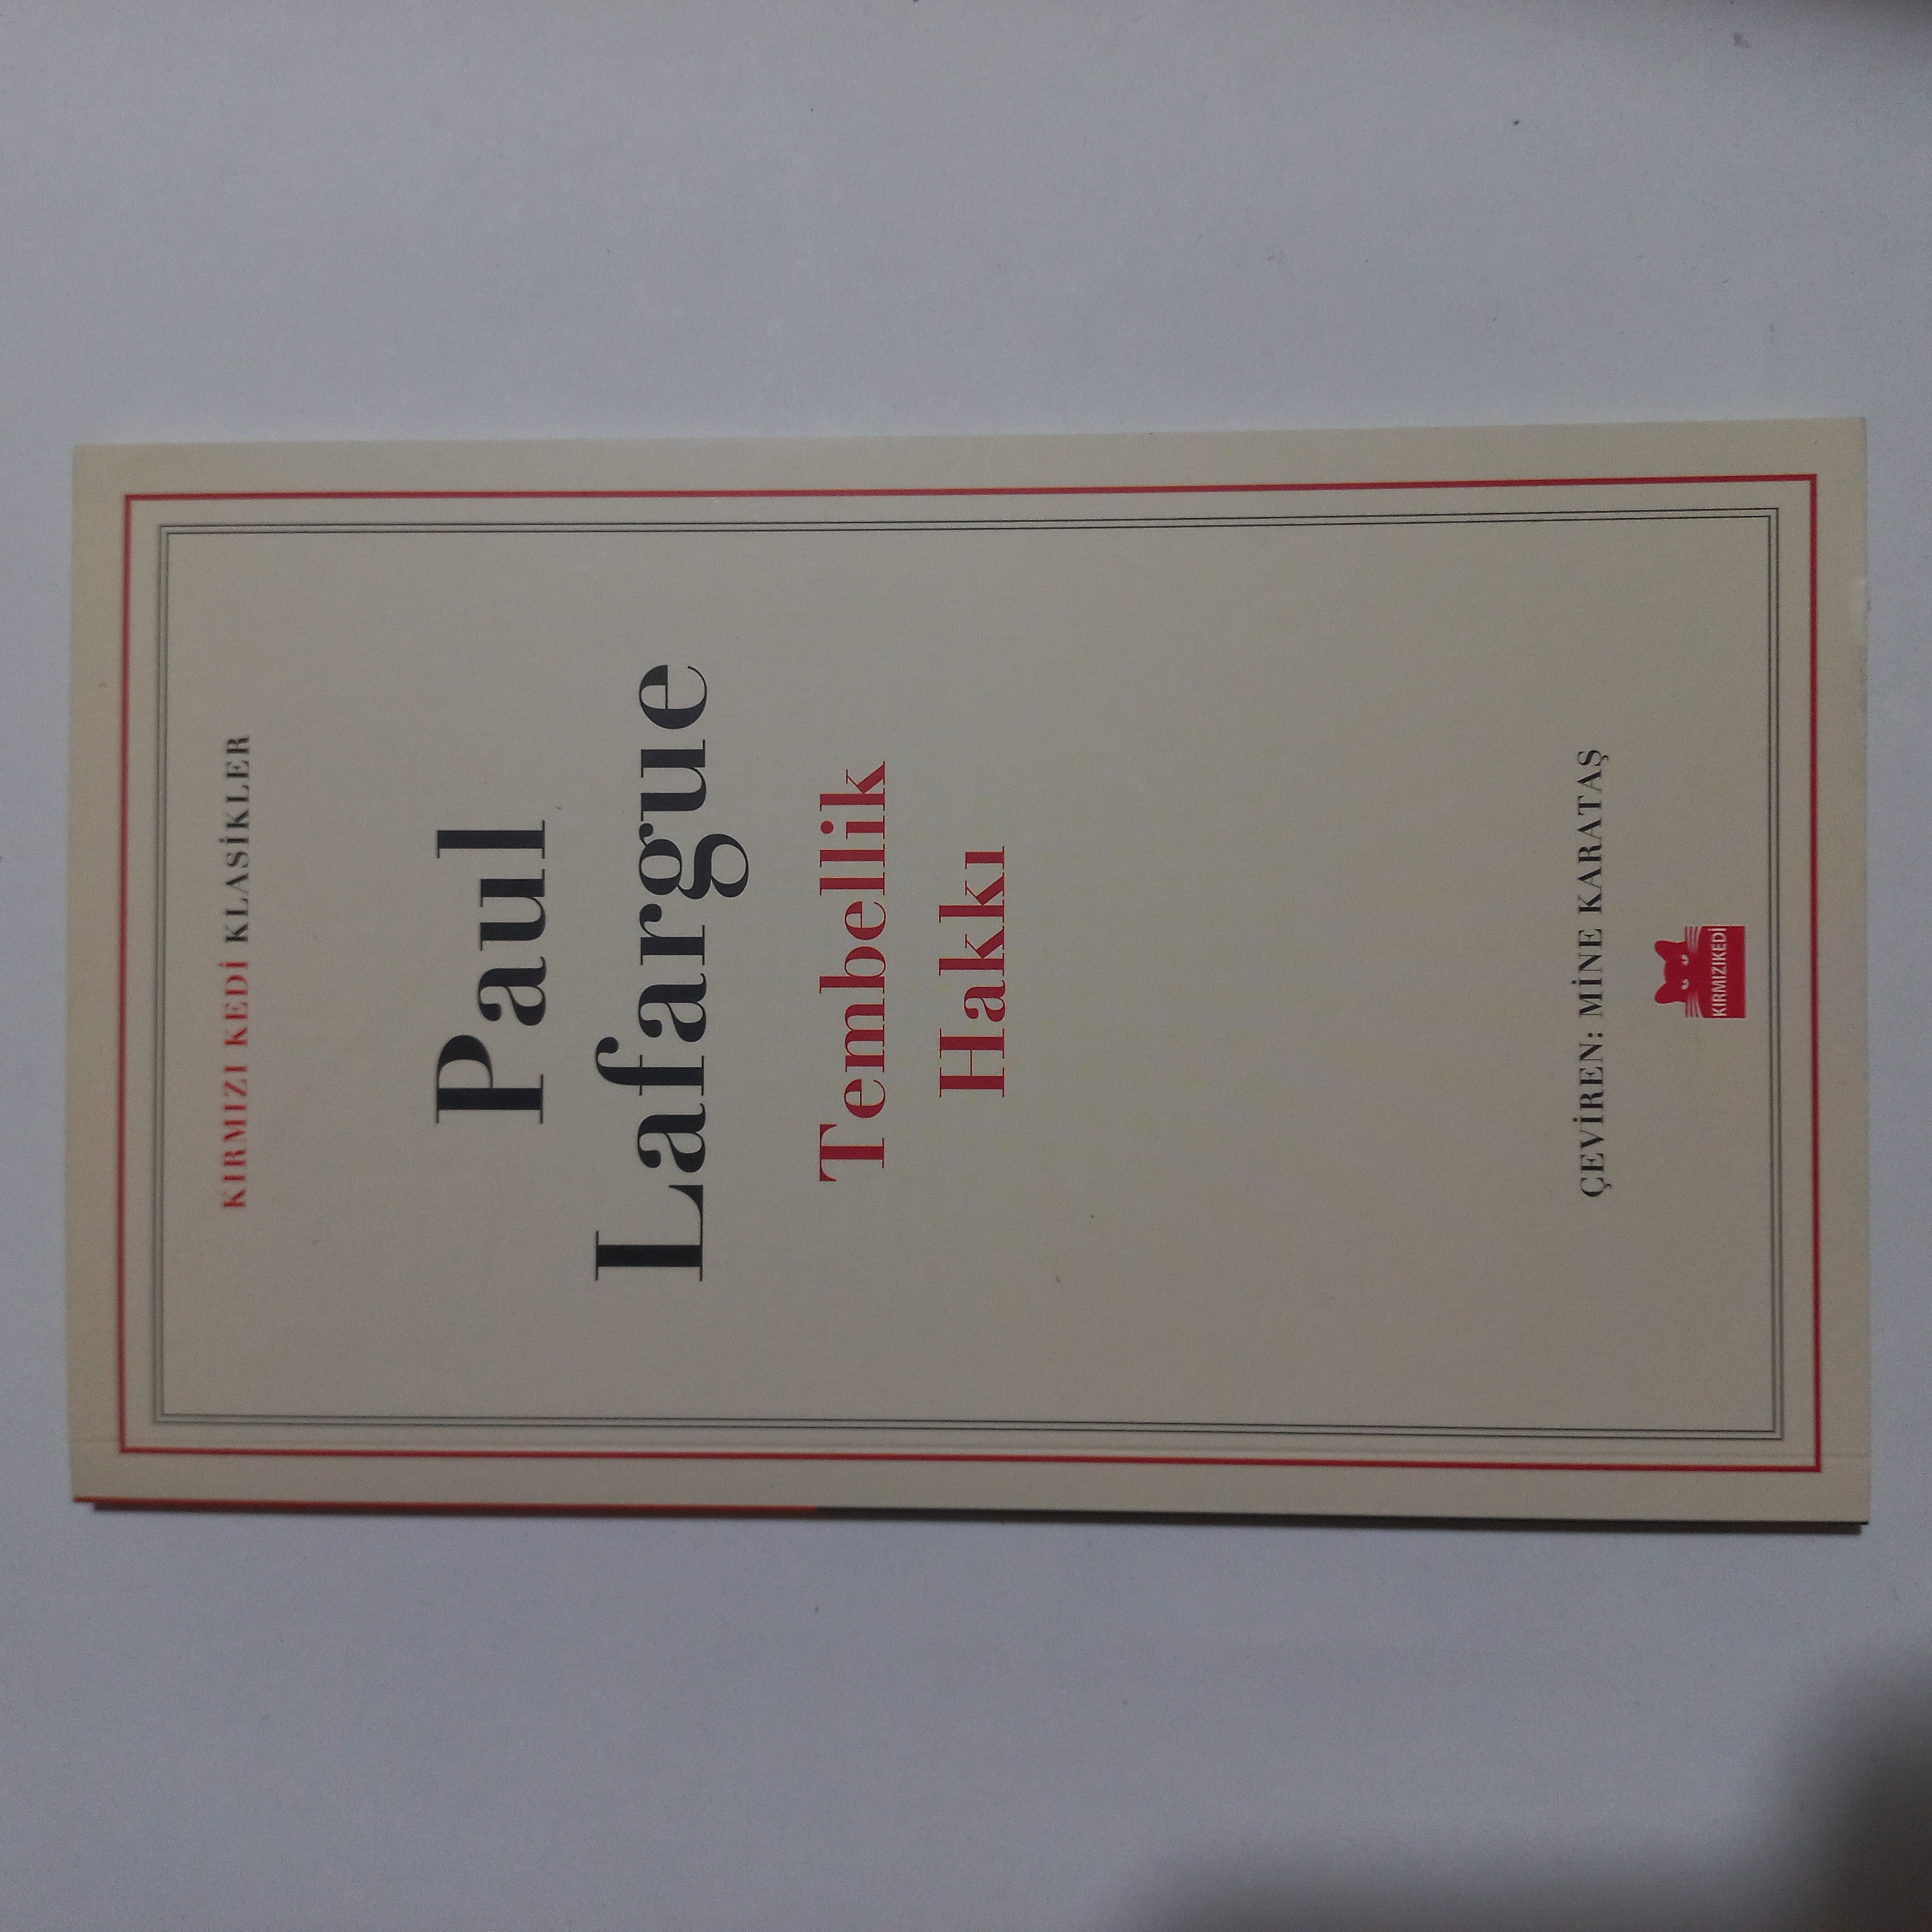 KIRMIZI KEDİ KLASİKLER
Paul
Lafargue
Tembellik
Hakkı
ÇEVİREN: MİNE KARATAŞ
KIRMIZIKEDİ